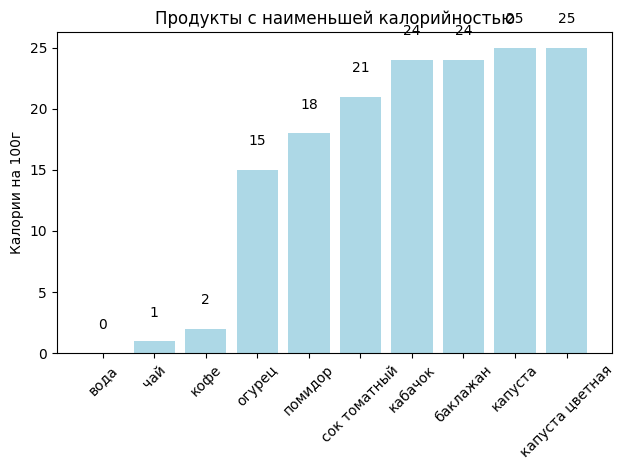 Продукты с наименьшей калорийностью
Калории на 100г
25
20
15
10
5
0
0
1
2
15
18
21
24
24
25
25
вода
чай
кофе
огурец
помидор
сок томатный
кабачок
баклажан
капуста
капуста цветная